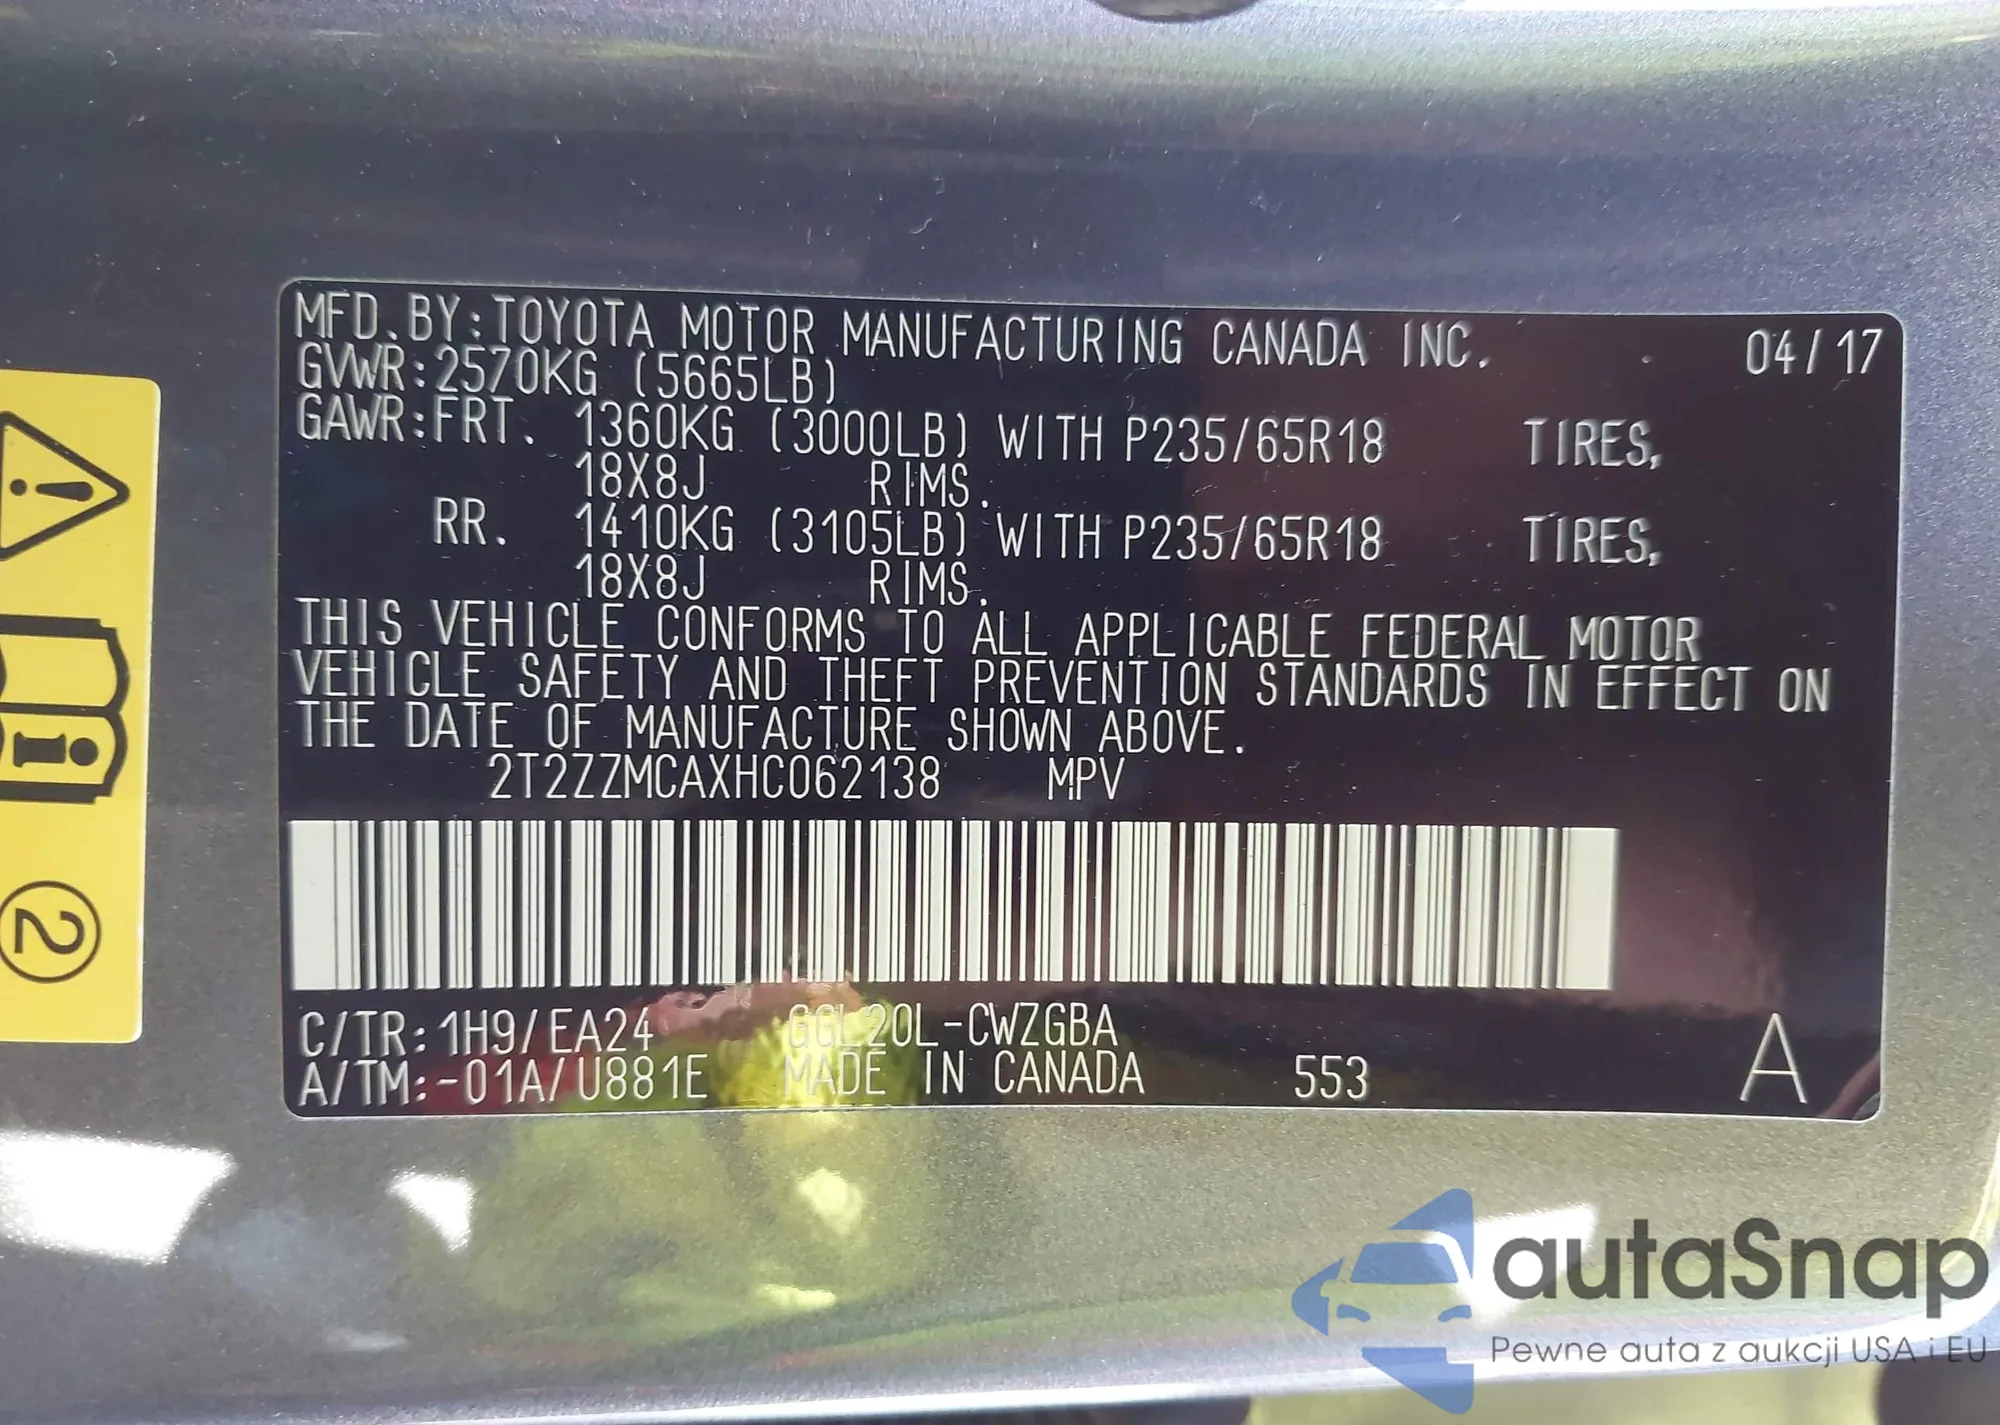 MFD.BY:TOYOTA MOTOR MANUFACTURING CANADA INC. 04/17
GVWR:2570KG (5665LB)
GAWR:FRT. 1360KG (3000LB) WITH P235/65R18 TIRES,
18X8J RIMS.
RR. 1410KG (3105LB) WITH P235/65R18 TIRES,
18X8J RIMS.
THIS VEHICLE CONFORMS TO ALL APPLICABLE FEDERAL MOTOR
VEHICLE SAFETY AND THEFT PREVENTION STANDARDS IN EFFECT ON
THE DATE OF MANUFACTURE SHOWN ABOVE.
2T2ZZMCAXHC062138 MPV
C/TR:1H9/EA24 GGL20L-CWZGBA
A/TM:-01A/U881E MADE IN CANADA 553 A
2
autaSnap
Pewne auta z aukcji USA i EU